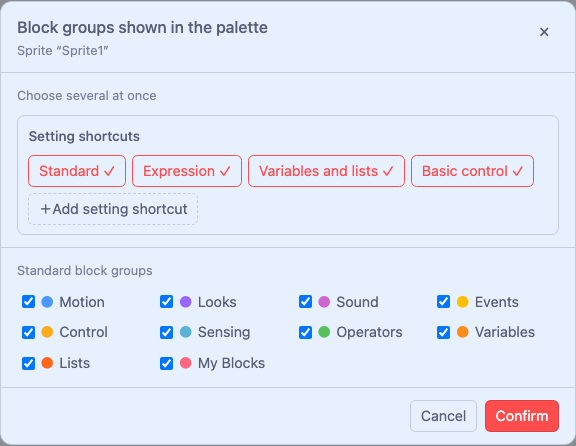 Block groups shown in the palette
Sprite “Sprite1”
Choose several at once
Setting shortcuts
Standard ✓ Expression ✓ Variables and lists ✓ Basic control ✓
+Add setting shortcut
Standard block groups
Motion Looks Sound Events
Control Sensing Operators Variables
Lists My Blocks
Cancel Confirm